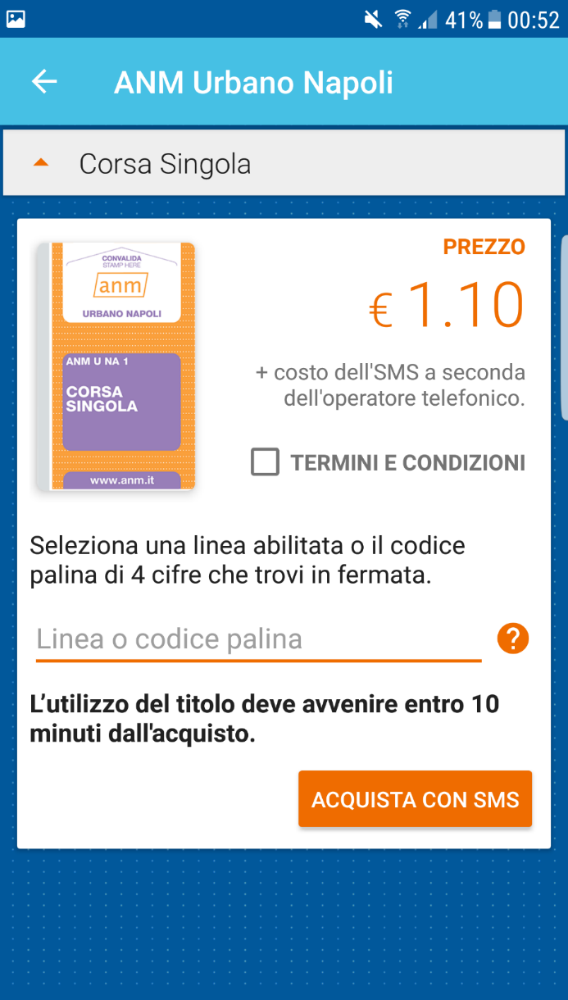 41% 00:52
ANM Urbano Napoli
Corsa Singola
CONVALIDA
STAMP HERE
anm
URBANO NAPOLI
ANM U NA 1
CORSA
SINGOLA
www.anm.it
PREZZO
€ 1.10
+ costo dell'SMS a seconda
dell'operatore telefonico.
TERMINI E CONDIZIONI
Seleziona una linea abilitata o il codice
palina di 4 cifre che trovi in fermata.
Linea o codice palina
?
L’utilizzo del titolo deve avvenire entro 10
minuti dall'acquisto.
ACQUISTA CON SMS